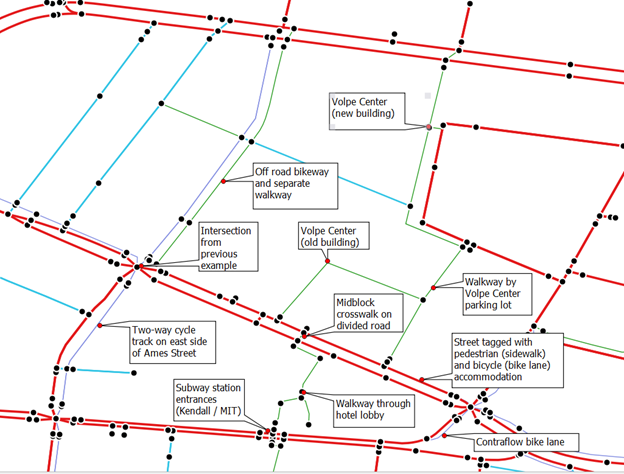 Volpe Center
(new building)
Off road bikeway
and separate
walkway
Intersection
from
previous
example
Volpe Center
(old building)
Walkway by
Volpe Center
parking lot
Midblock
crosswalk on
divided road
Two-way cycle
track on east side
of Ames Street
Street tagged with
pedestrian (sidewalk)
and bicycle (bike lane)
accommodation
Subway station
entrances
(Kendall / MIT)
Walkway through
hotel lobby
Contraflow bike lane